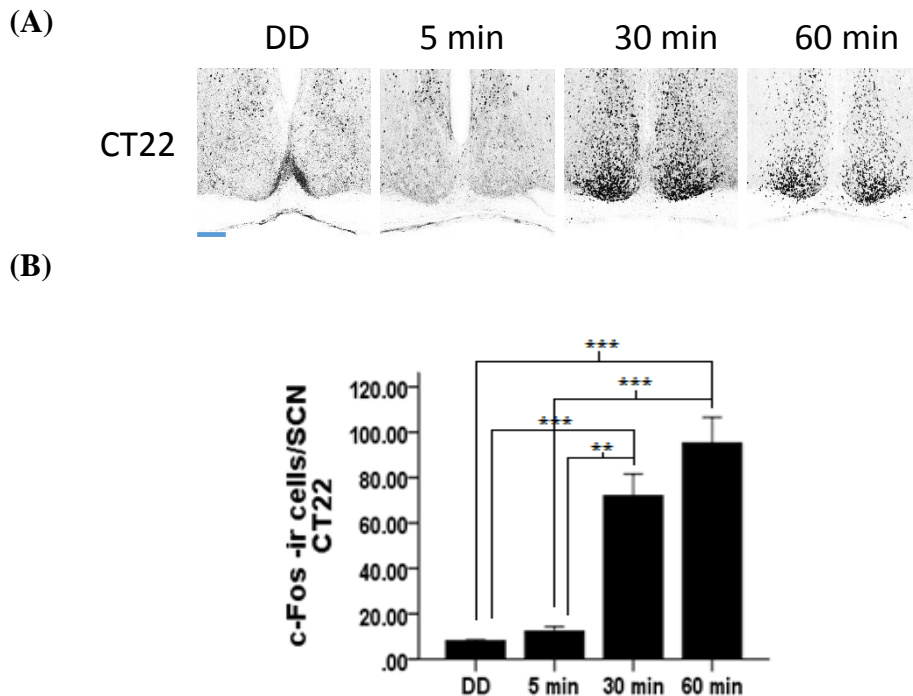 (A)
DD 5 min 30 min 60 min
CT22
(B)
***
***
***
**
c-Fos -ir cells/SCN
CT22
120.00
100.00
80.00
60.00
40.00
20.00
.00
DD 5 min 30 min 60 min